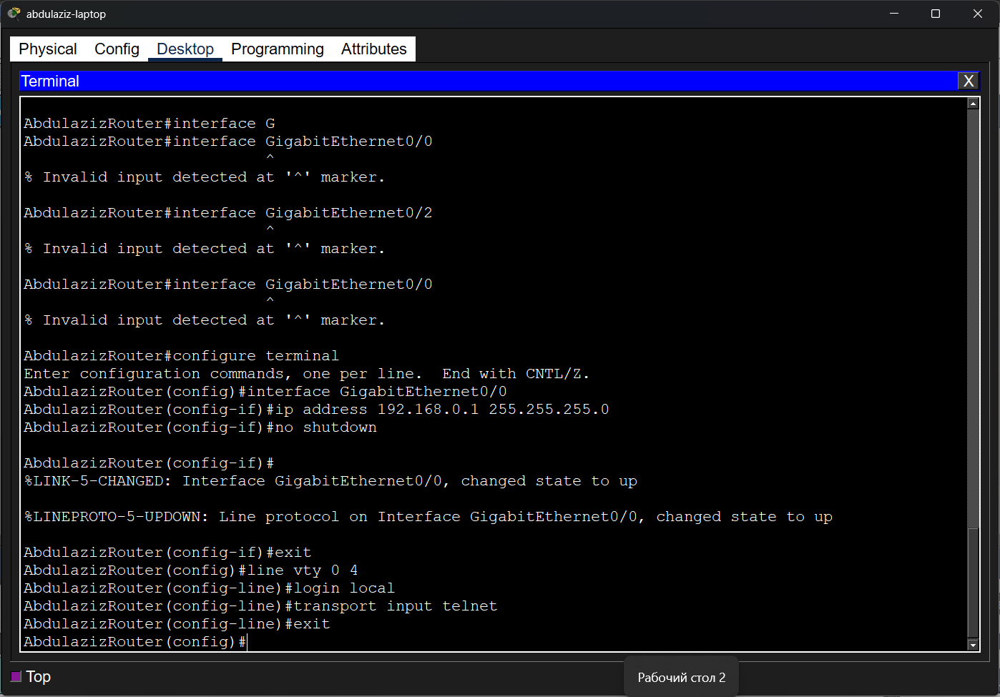 abdulaziz-laptop
Physical Config Desktop Programming Attributes
Terminal X
AbdulazizRouter#interface G
AbdulazizRouter#interface GigabitEthernet0/0
^
% Invalid input detected at '^' marker.
AbdulazizRouter#interface GigabitEthernet0/2
^
% Invalid input detected at '^' marker.
AbdulazizRouter#interface GigabitEthernet0/0
^
% Invalid input detected at '^' marker.
AbdulazizRouter#configure terminal
Enter configuration commands, one per line.  End with CNTL/Z.
AbdulazizRouter(config)#interface GigabitEthernet0/0
AbdulazizRouter(config-if)#ip address 192.168.0.1 255.255.255.0
AbdulazizRouter(config-if)#no shutdown
AbdulazizRouter(config-if)#
%LINK-5-CHANGED: Interface GigabitEthernet0/0, changed state to up
%LINEPROTO-5-UPDOWN: Line protocol on Interface GigabitEthernet0/0, changed state to up
AbdulazizRouter(config-if)#exit
AbdulazizRouter(config)#line vty 0 4
AbdulazizRouter(config-line)#login local
AbdulazizRouter(config-line)#transport input telnet
AbdulazizRouter(config-line)#exit
AbdulazizRouter(config)#
Top
Рабочий стол 2